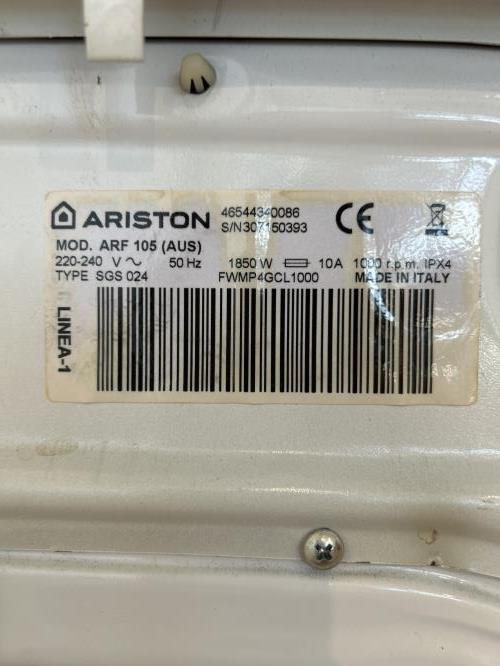 ARISTON 46544340086
S/N307150393
MOD. ARF 105 (AUS)
220-240 V 50 Hz 1850 W 10A 1000 r.p.m. IPX4
TYPE SGS 024 FWMP4GCL1000 MADE IN ITALY
LINEA-1
CE